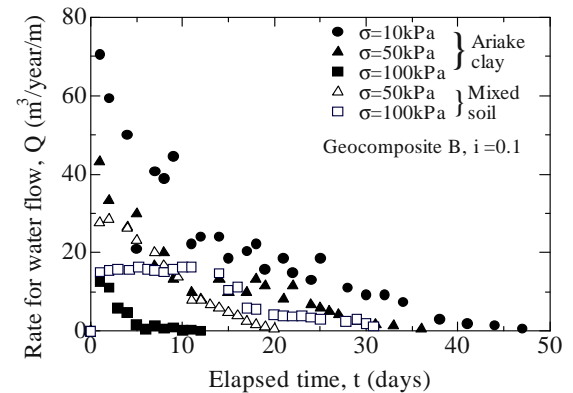 80
60
40
20
0
0
10
20
30
40
50
Rate for water flow, Q (m³/year/m)
Elapsed time, t (days)
σ=10kPa
σ=50kPa
σ=100kPa
} Ariake
clay
σ=50kPa
σ=100kPa
} Mixed
soil
Geocomposite B, i =0.1